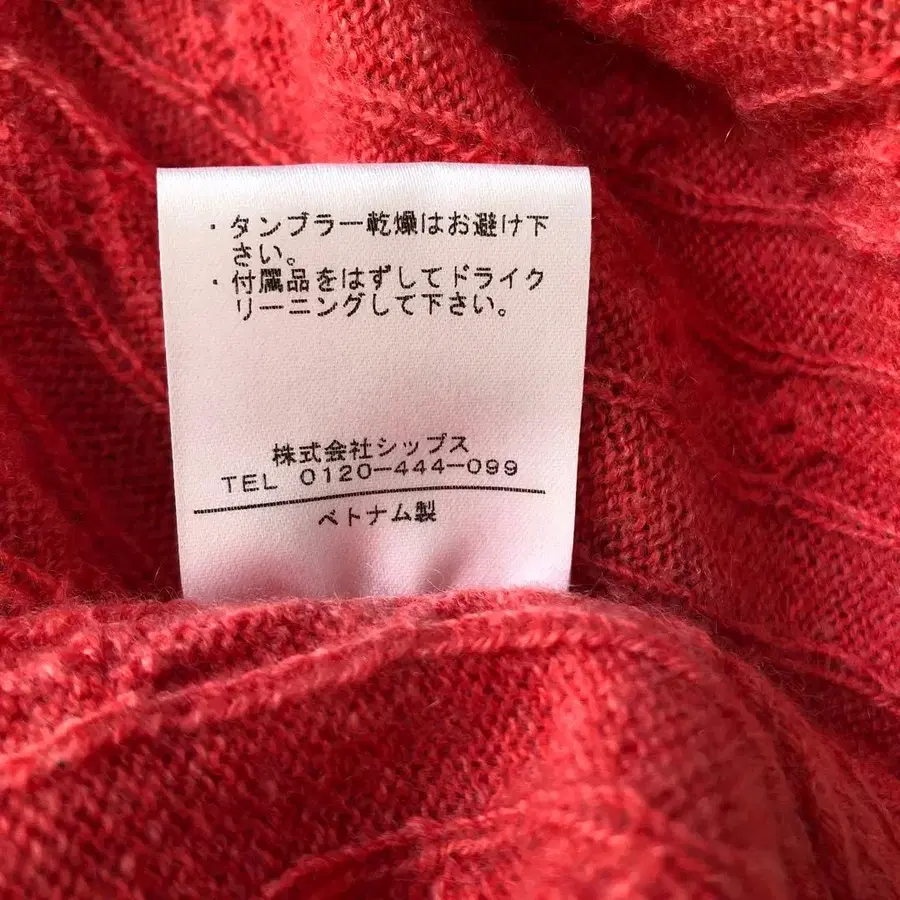 ・タンブラー乾燥はお避け下
さい。
・付属品をはずしてドライク
リーニングして下さい。
株式会社シップス
TEL 0120-444-099
ベトナム製